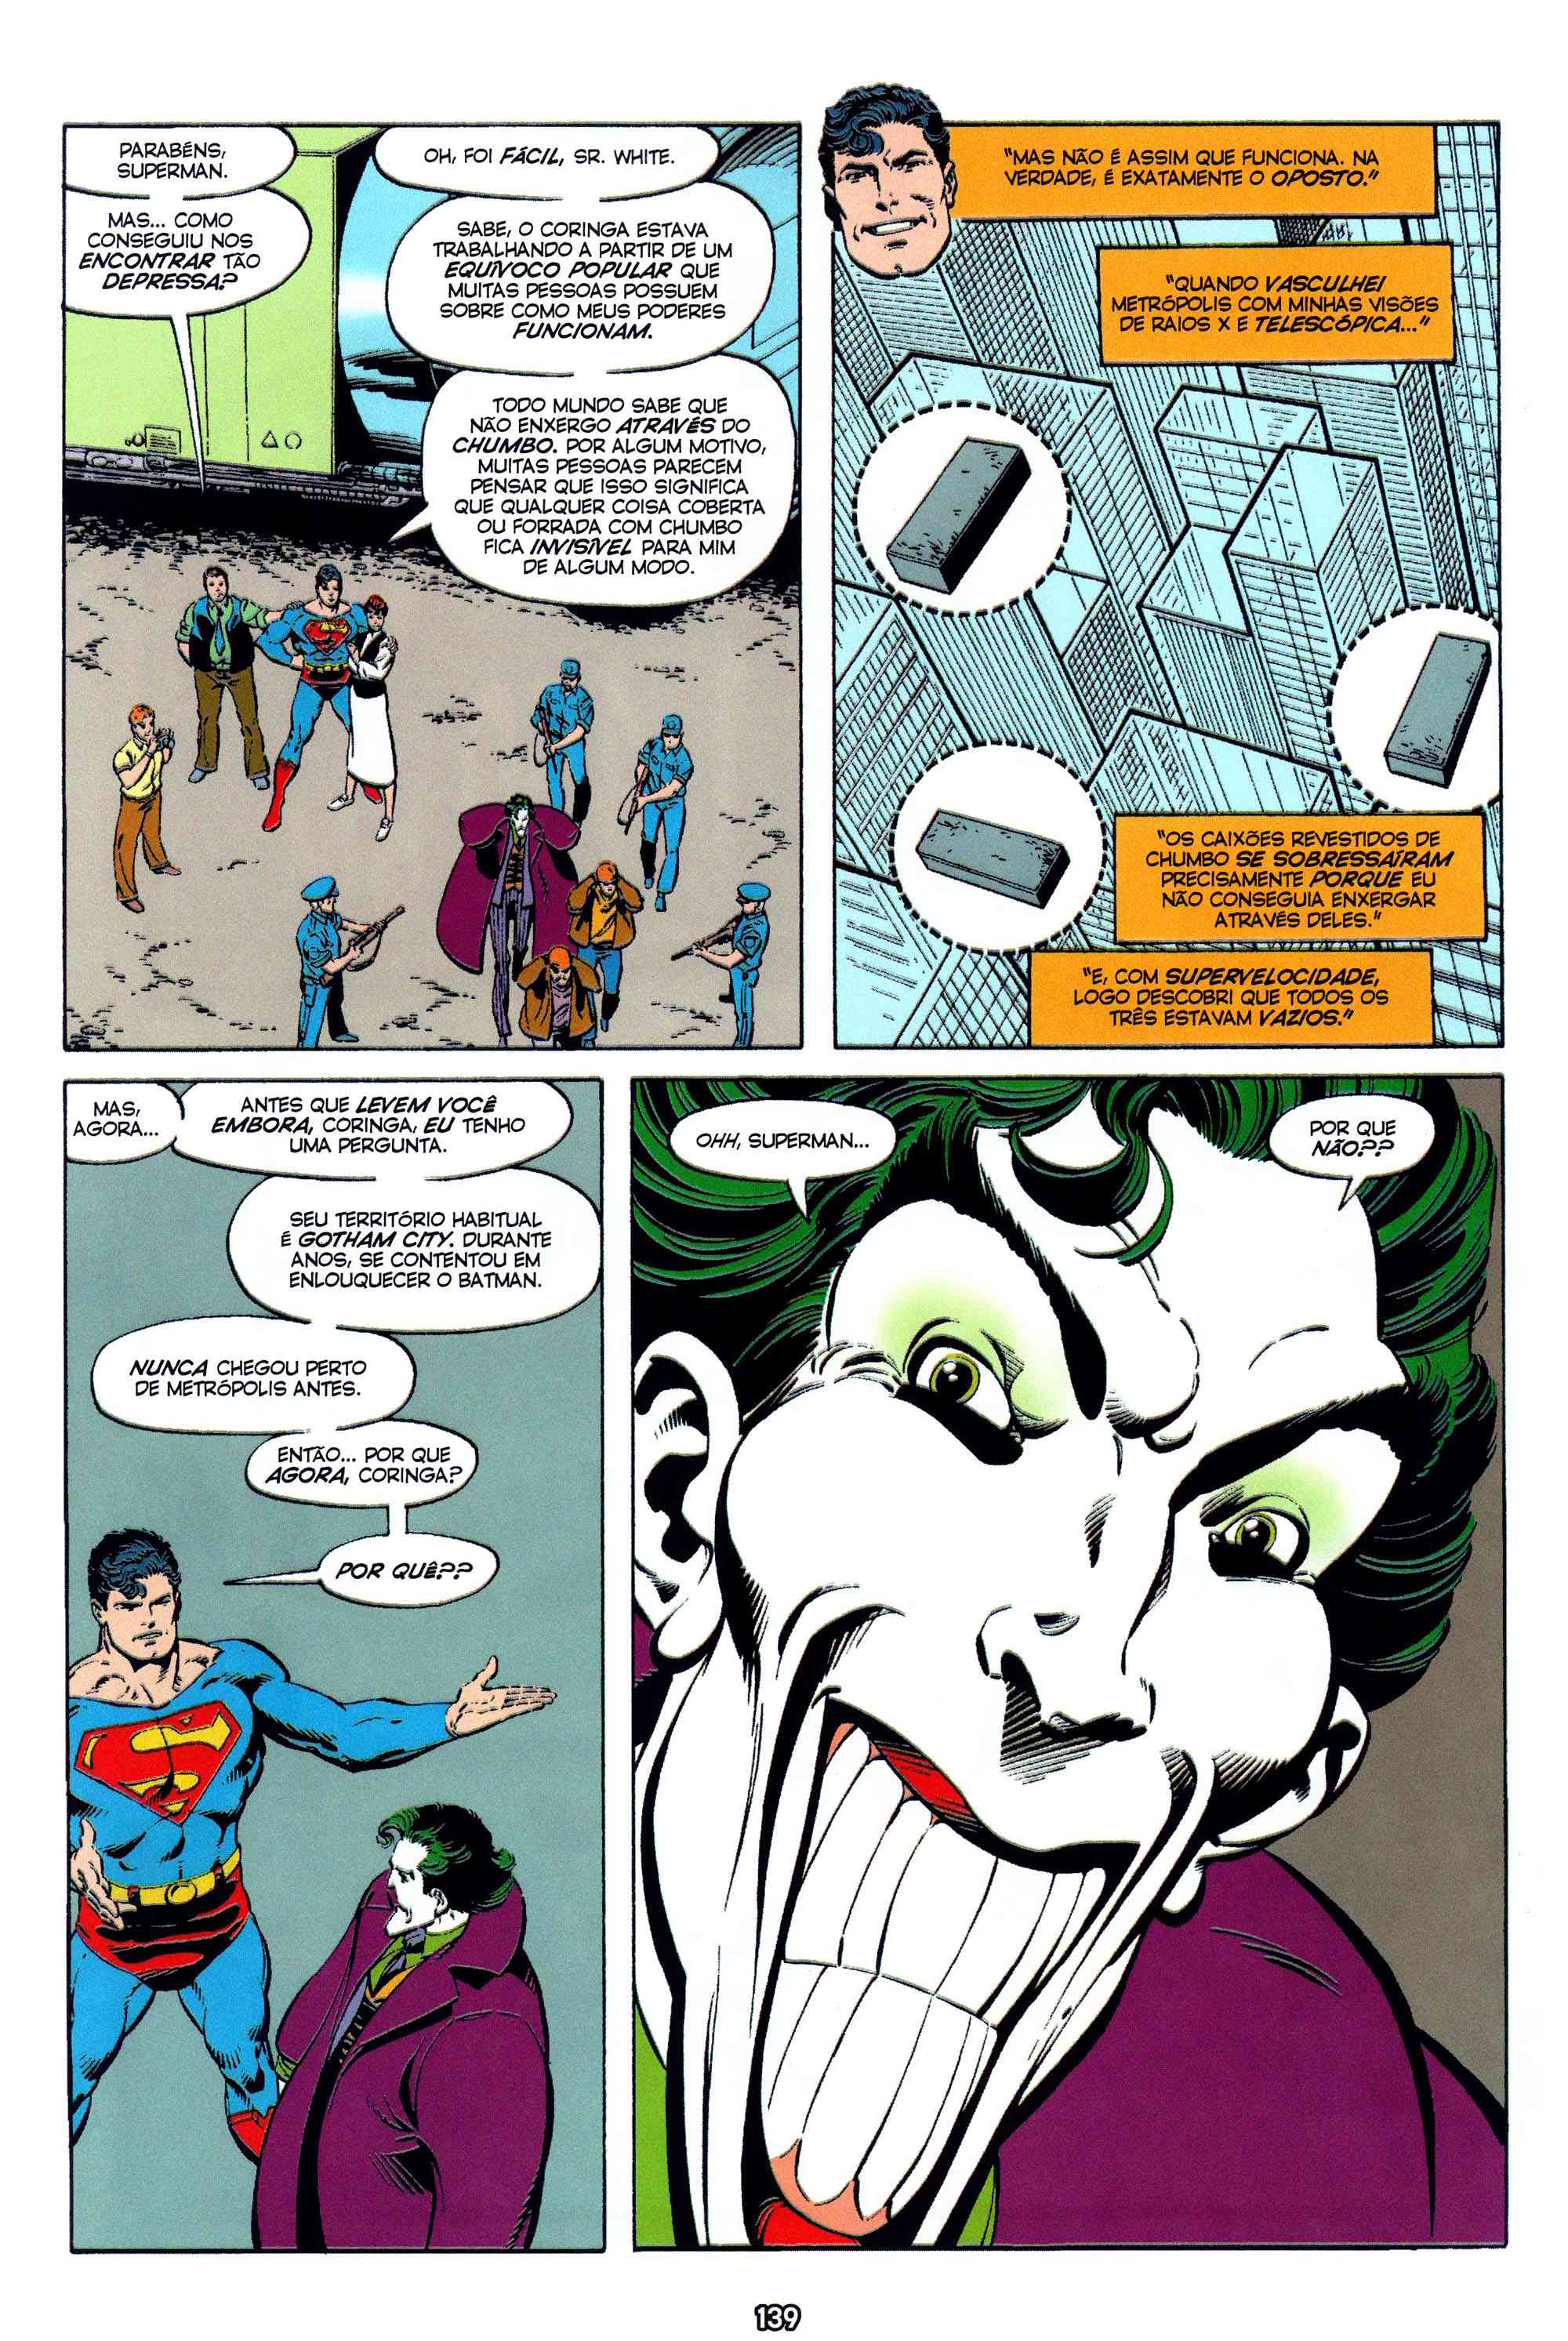 PARABÉNS,
SUPERMAN.
MAS... COMO
CONSEGUIU NOS
ENCONTRAR TÃO
DEPRESSA?
OH, FOI FÁCIL, SR. WHITE.
SABE, O CORINGA ESTAVA
TRABALHANDO A PARTIR DE UM
EQUÍVOCO POPULAR QUE
MUITAS PESSOAS POSSUEM
SOBRE COMO MEUS PODERES
FUNCIONAM.
TODO MUNDO SABE QUE
NÃO ENXERGO ATRAVÉS DO
CHUMBO. POR ALGUM MOTIVO,
MUITAS PESSOAS PARECEM
PENSAR QUE ISSO SIGNIFICA
QUE QUALQUER COISA COBERTA
OU FORRADA COM CHUMBO
FICA INVISÍVEL PARA MIM
DE ALGUM MODO.
"MAS NÃO É ASSIM QUE FUNCIONA. NA
VERDADE, É EXATAMENTE O OPOSTO."
"QUANDO VASCULHEI
METRÓPOLIS COM MINHAS VISÕES
DE RAIOS X E TELESCÓPICA..."
"OS CAIXÕES REVESTIDOS DE
CHUMBO SE SOBRESSAÍRAM
PRECISAMENTE PORQUE EU
NÃO CONSEGUIA ENXERGAR
ATRAVÉS DELES."
"E, COM SUPERVELOCIDADE,
LOGO DESCOBRI QUE TODOS OS
TRÊS ESTAVAM VAZIOS."
MAS,
AGORA...
ANTES QUE LEVEM VOCÊ
EMBORA, CORINGA, EU TENHO
UMA PERGUNTA.
SEU TERRITÓRIO HABITUAL
É GOTHAM CITY. DURANTE
ANOS, SE CONTENTOU EM
ENLOUQUECER O BATMAN.
NUNCA CHEGOU PERTO
DE METRÓPOLIS ANTES.
ENTÃO... POR QUE
AGORA, CORINGA?
POR QUÊ??
OHH, SUPERMAN...
POR QUE
NÃO??
139